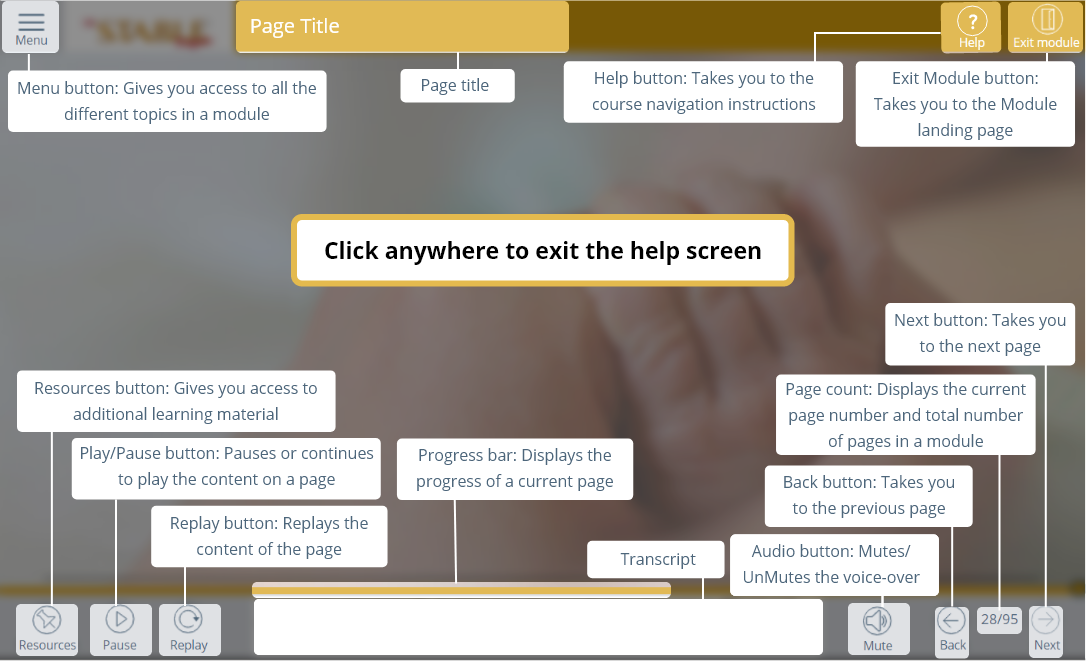 Menu
STABLE
Page Title
?
Help
Exit module
Menu button: Gives you access to all the
different topics in a module
Page title
Help button: Takes you to the
course navigation instructions
Exit Module button:
Takes you to the Module
landing page
Click anywhere to exit the help screen
Next button: Takes you
to the next page
Resources button: Gives you access to
additional learning material
Page count: Displays the current
page number and total number
of pages in a module
Play/Pause button: Pauses or continues
to play the content on a page
Progress bar: Displays the
progress of a current page
Back button: Takes you
to the previous page
Replay button: Replays the
content of the page
Transcript
Audio button: Mutes/
UnMutes the voice-over
Resources
Pause
Replay
Mute
Back
28/95
Next